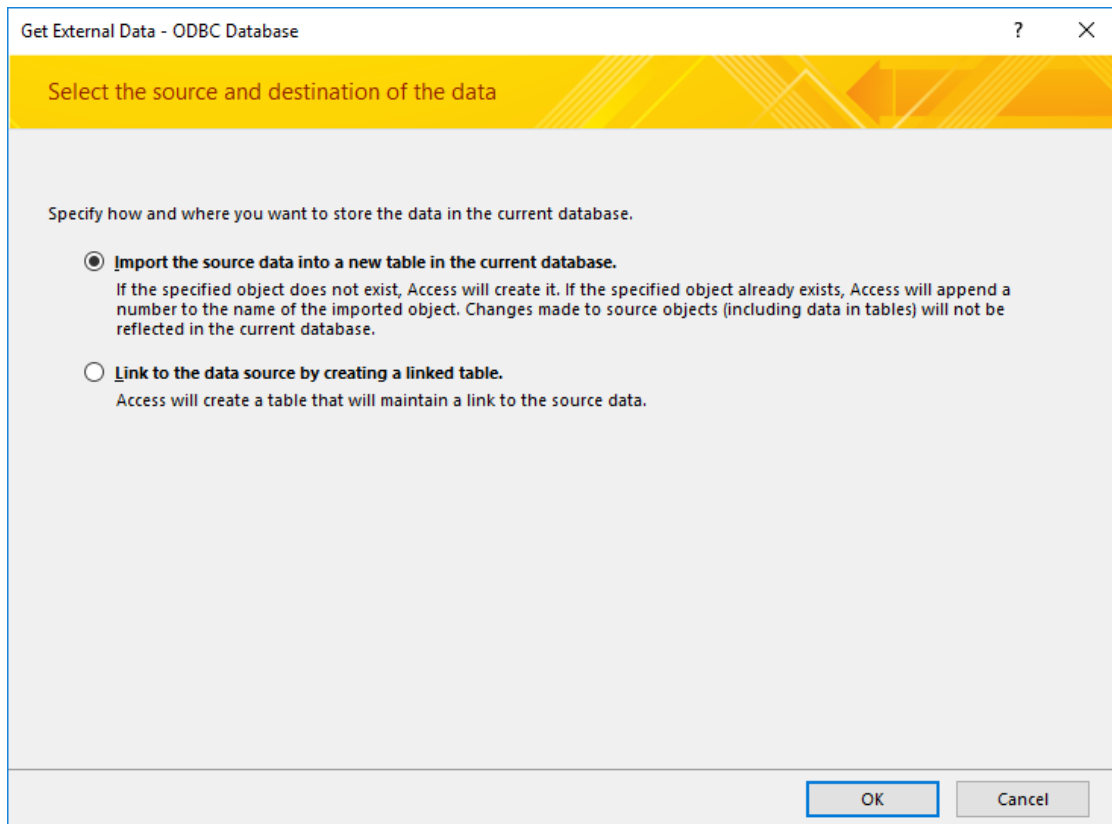 Get External Data - ODBC Database
?
Select the source and destination of the data
Specify how and where you want to store the data in the current database.
Import the source data into a new table in the current database.
If the specified object does not exist, Access will create it. If the specified object already exists, Access will append a
number to the name of the imported object. Changes made to source objects (including data in tables) will not be
reflected in the current database.
Link to the data source by creating a linked table.
Access will create a table that will maintain a link to the source data.
OK
Cancel